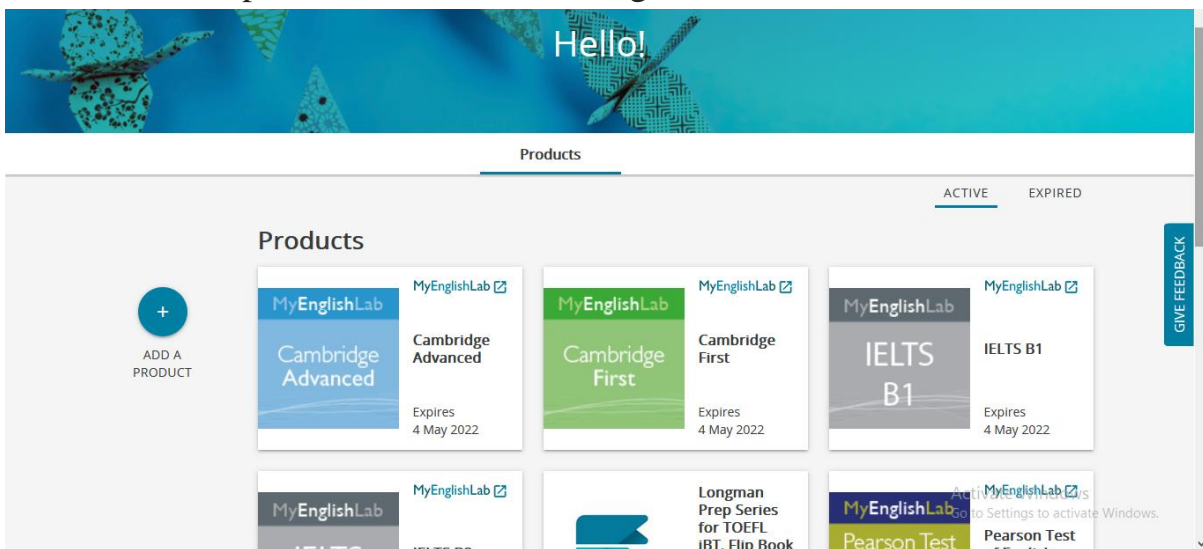 Hello!
Products
ACTIVE EXPIRED
Products
GIVE FEEDBACK
+
ADD A
PRODUCT
MyEnglishLab
Cambridge
Advanced
MyEnglishLab
Cambridge
Advanced
Expires
4 May 2022
MyEnglishLab
Cambridge
First
MyEnglishLab
Cambridge
First
Expires
4 May 2022
MyEnglishLab
IELTS
B1
MyEnglishLab
IELTS B1
Expires
4 May 2022
MyEnglishLab
MyEnglishLab
Longman
Prep Series
for TOEFL
iBT, Flip Book
MyEnglishLab
Pearson Test
MyEnglishLab
Pearson Test
Activate Windows
Go to Settings to activate Windows.